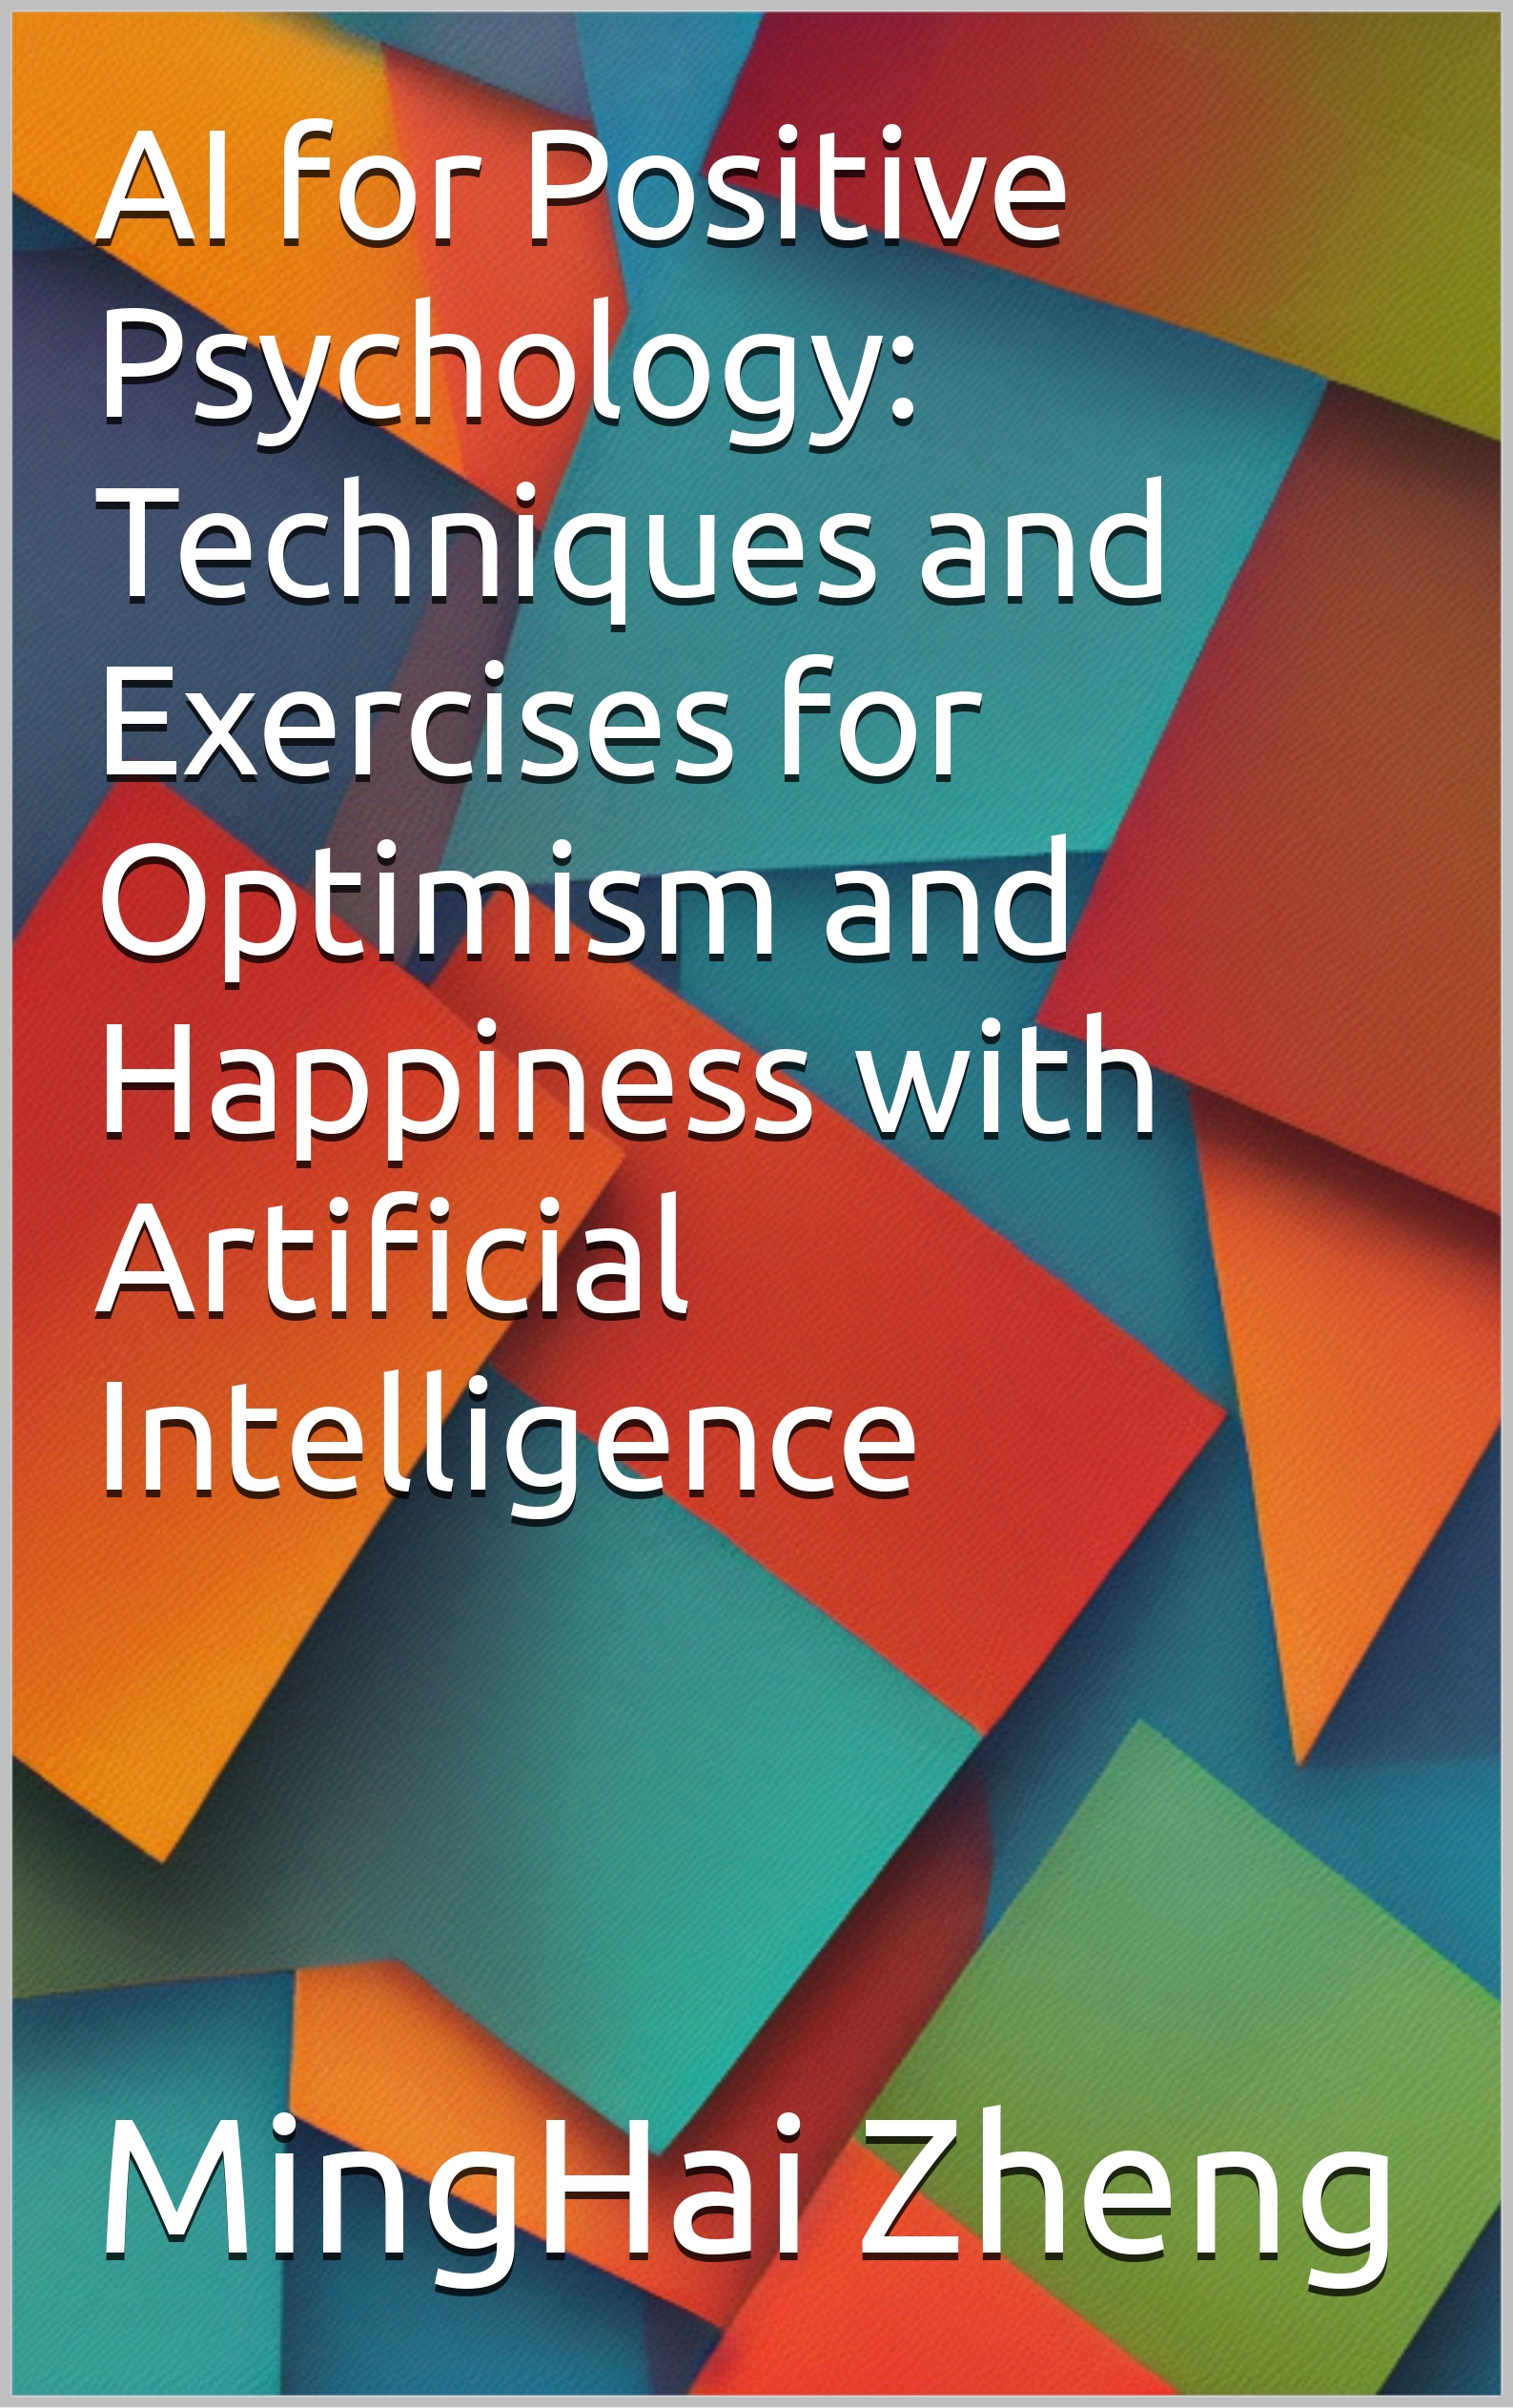 AI for Positive
Psychology:
Techniques and
Exercises for
Optimism and
Happiness with
Artificial
Intelligence
MingHai Zheng